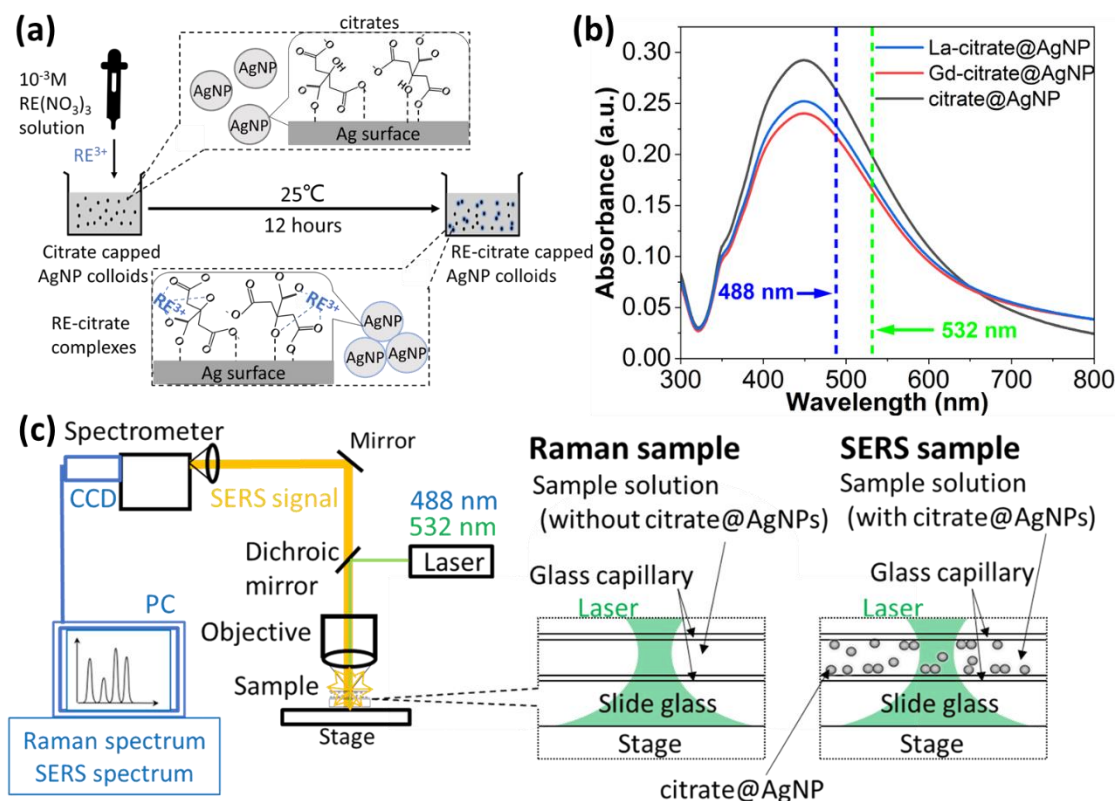 (a)
citrates
10⁻³M
RE(NO₃)₃
solution
RE³⁺
AgNP
AgNP
AgNP
OH
HO
Ag surface
25℃
12 hours
Citrate capped
AgNP colloids
RE-citrate capped
AgNP colloids
RE-citrate
complexes
RE³⁺
RE³⁺
Ag surface
AgNP
AgNP
AgNP
(b)
Absorbance (a.u.)
0.30
0.25
0.20
0.15
0.10
0.05
0.00
La-citrate@AgNP
Gd-citrate@AgNP
citrate@AgNP
488 nm
532 nm
300
400
500
600
700
800
Wavelength (nm)
(c)
Spectrometer
Mirror
CCD
SERS signal
488 nm
532 nm
Dichroic
mirror
Laser
PC
Objective
Sample
Stage
Raman spectrum
SERS spectrum
Raman sample
Sample solution
(without citrate@AgNPs)
Glass capillary
Laser
Slide glass
Stage
SERS sample
Sample solution
(with citrate@AgNPs)
Glass capillary
Laser
Slide glass
Stage
citrate@AgNP